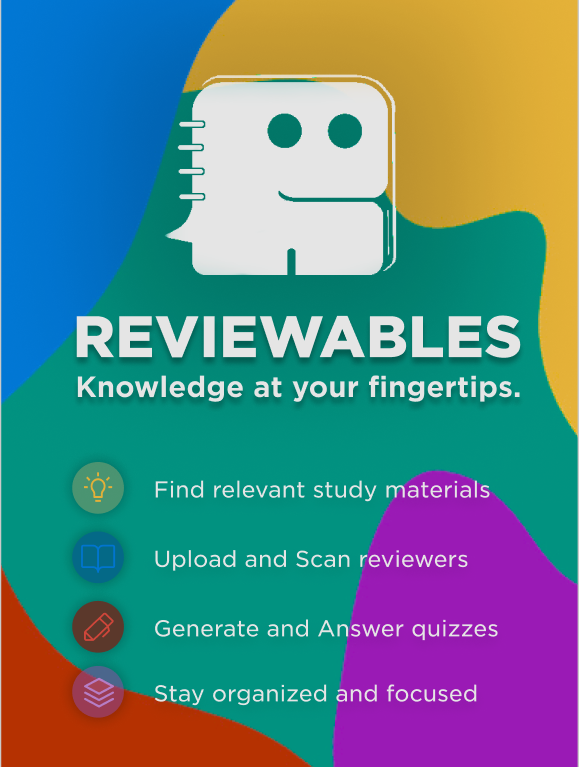 REVIEWABLES
Knowledge at your fingertips.
Find relevant study materials
Upload and Scan reviewers
Generate and Answer quizzes
Stay organized and focused